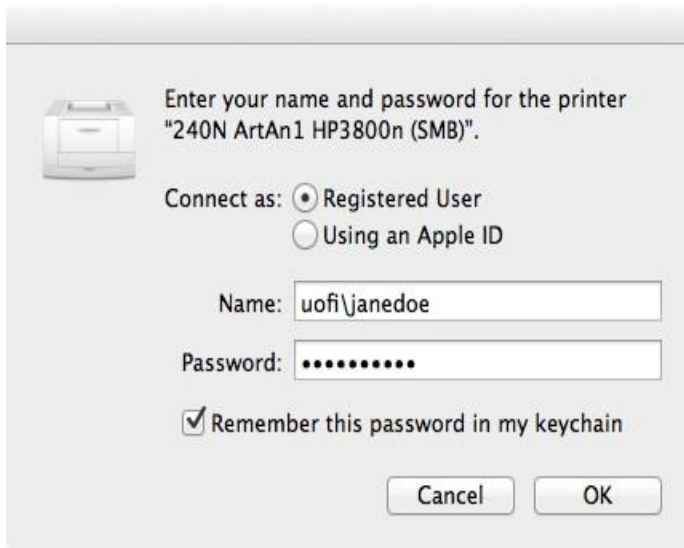 Enter your name and password for the printer
"240N ArtAn1 HP3800n (SMB)".
Connect as: Registered User
Using an Apple ID
Name: uofi\janedoe
Password: ••••••••••
Remember this password in my keychain
Cancel OK